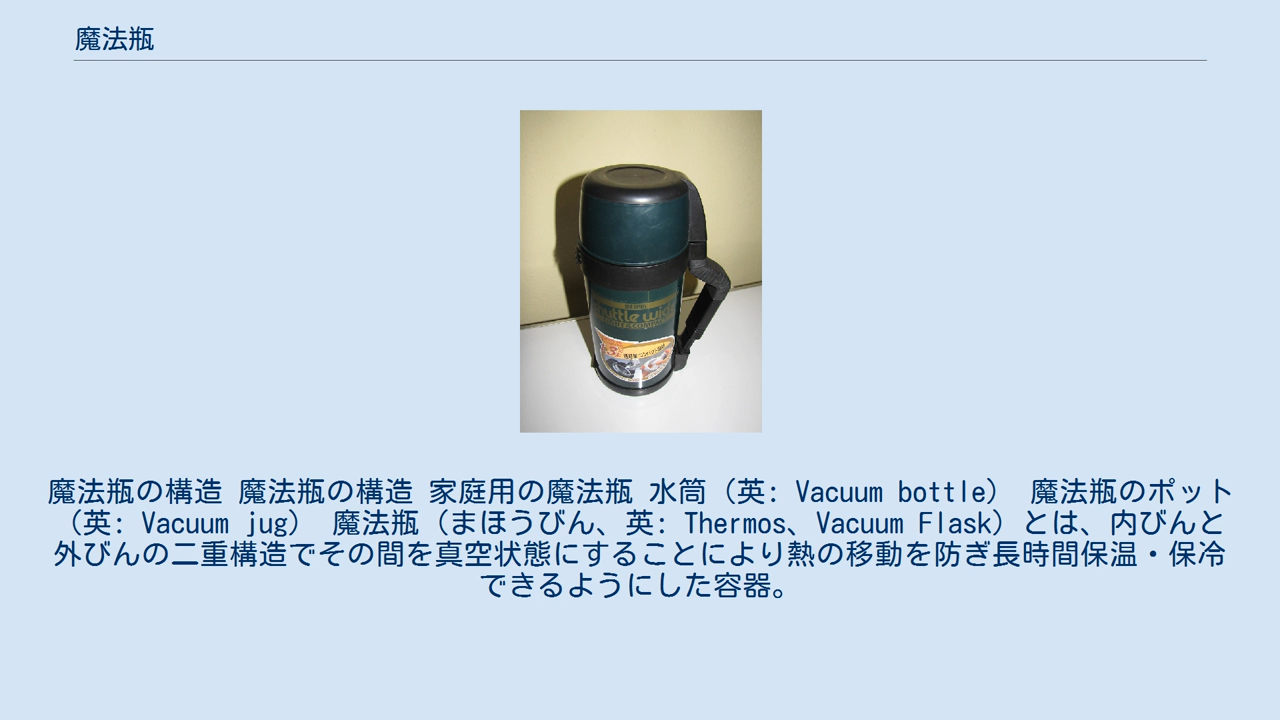 魔法瓶
魔法瓶の構造 魔法瓶の構造 家庭用の魔法瓶 水筒（英: Vacuum bottle） 魔法瓶のポット
（英: Vacuum jug） 魔法瓶（まほうびん、英: Thermos、Vacuum Flask）とは、内びんと
外びんの二重構造でその間を真空状態にすることにより熱の移動を防ぎ長時間保温・保冷
できるようにした容器。